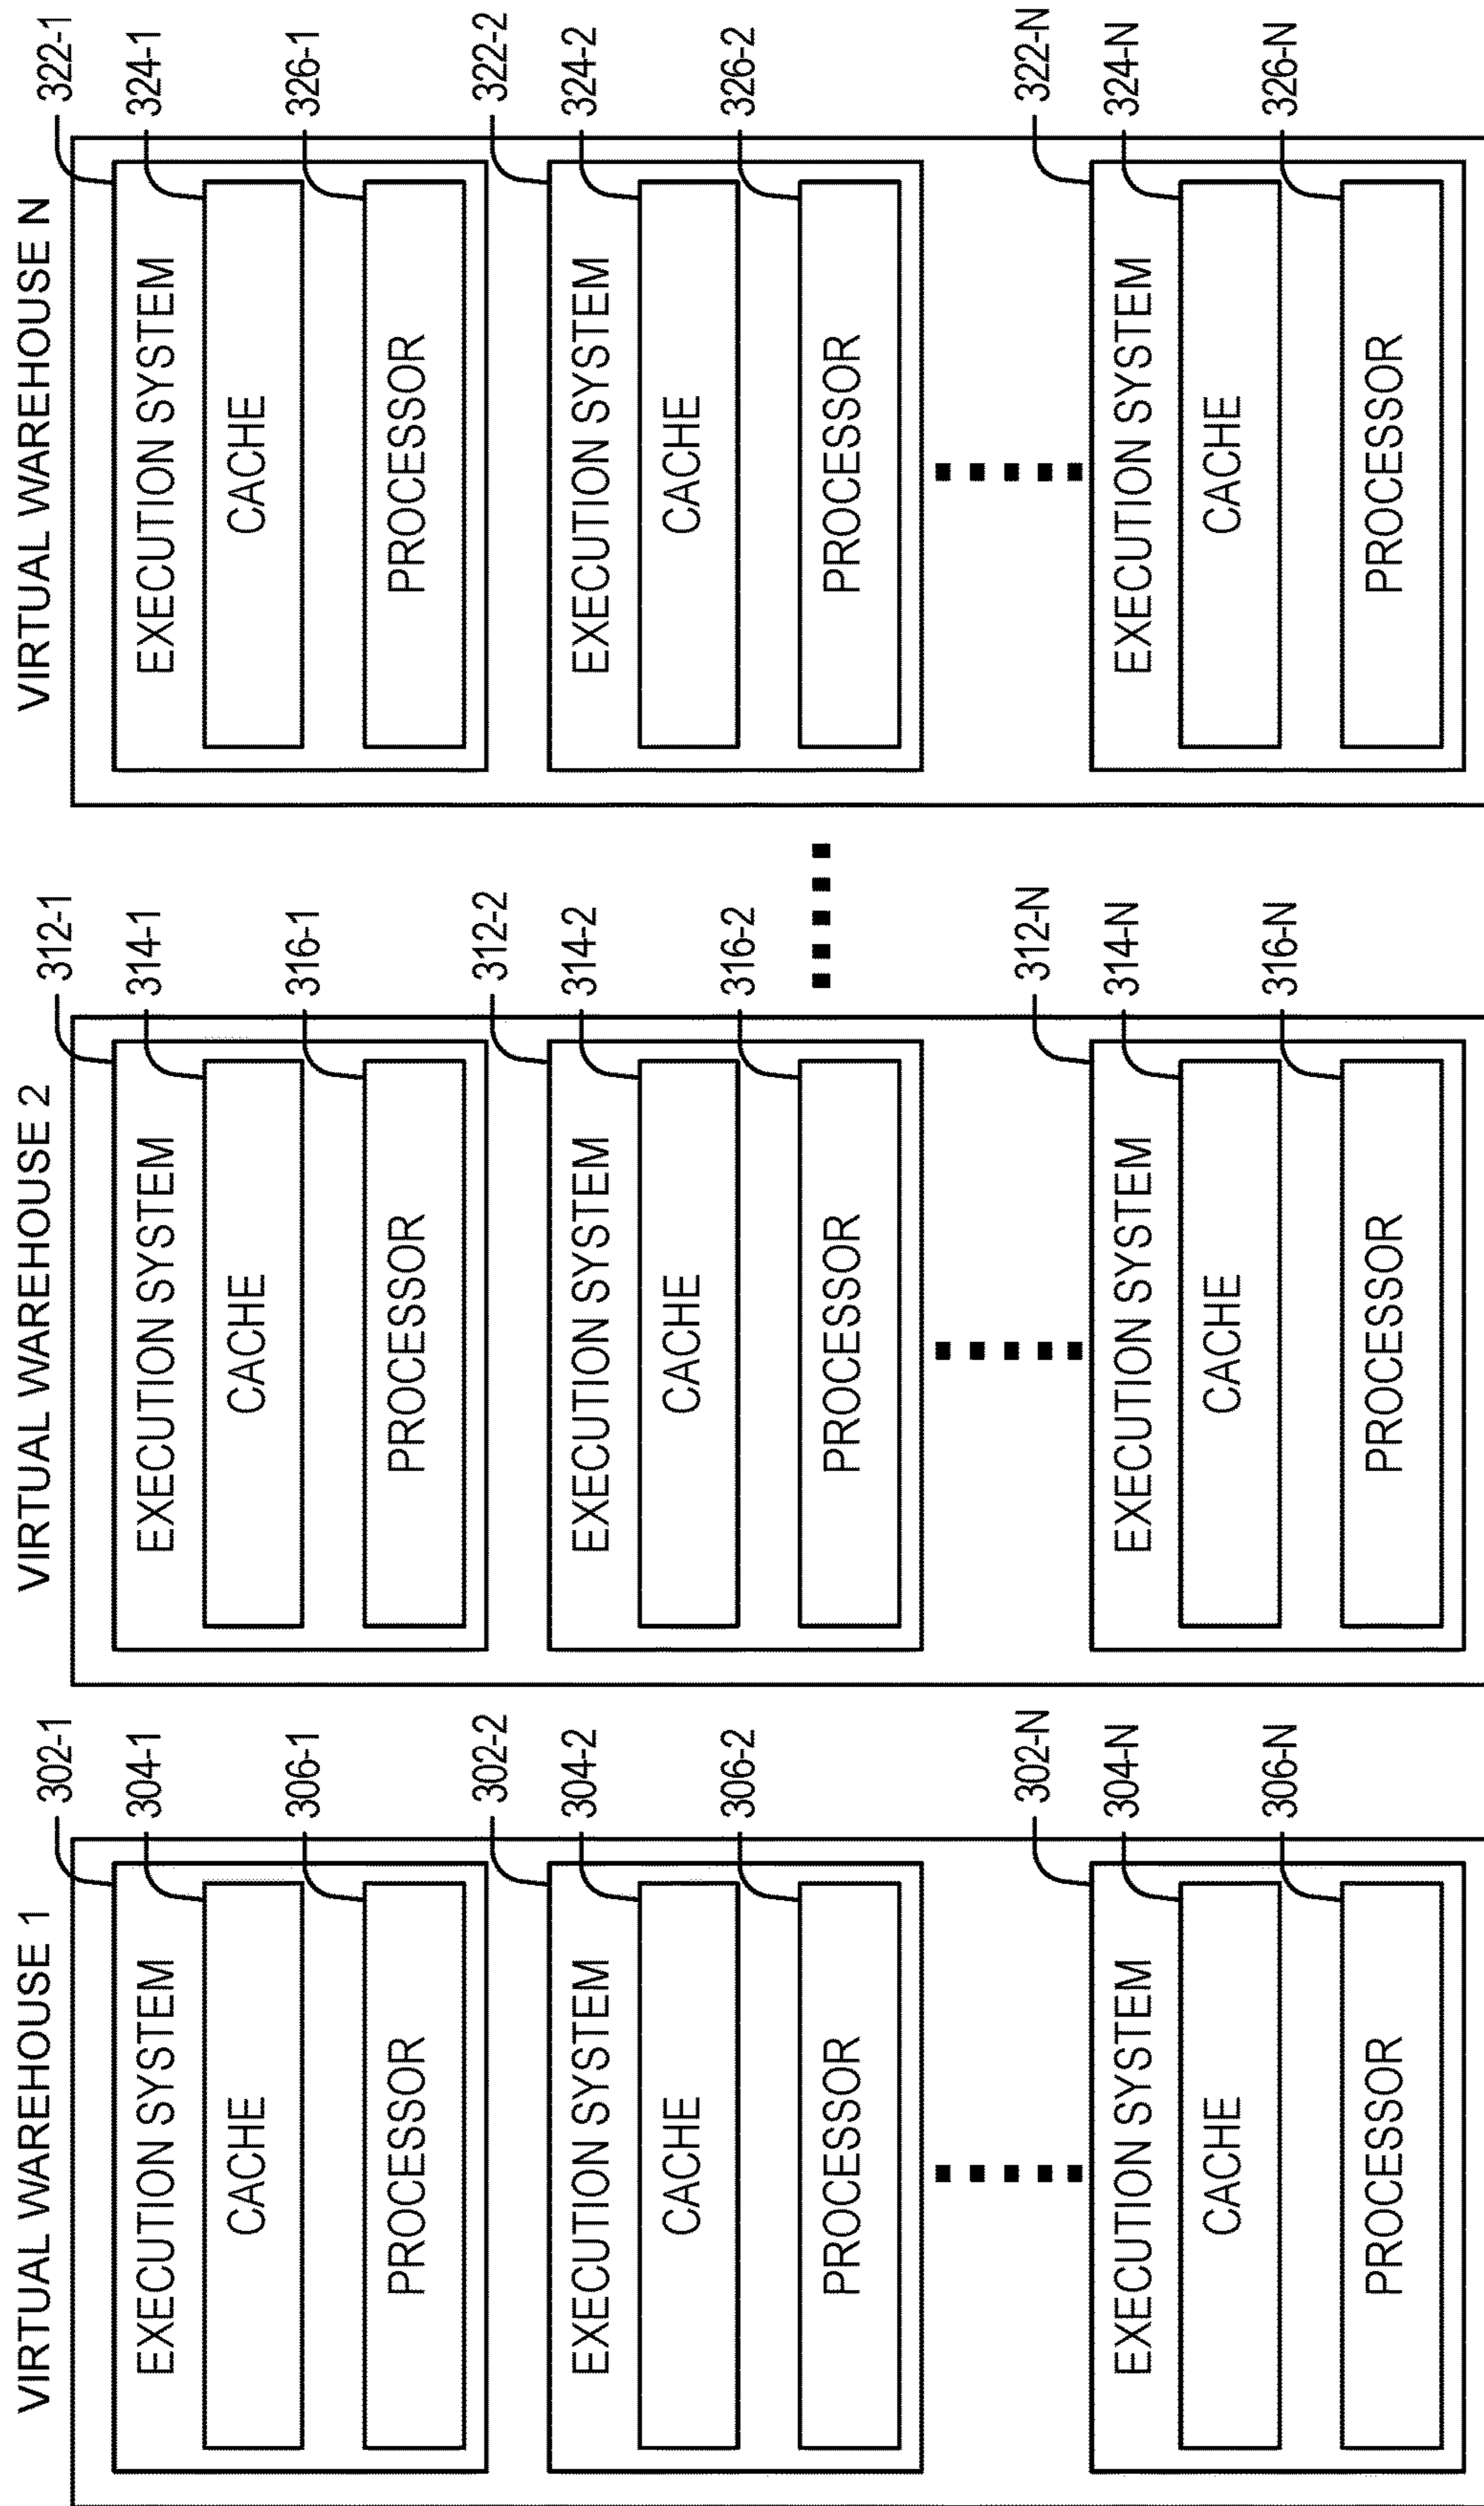 VIRTUAL WAREHOUSE 1
302-1
EXECUTION SYSTEM
304-1
CACHE
306-1
PROCESSOR
302-2
EXECUTION SYSTEM
304-2
CACHE
306-2
PROCESSOR
302-N
EXECUTION SYSTEM
304-N
CACHE
306-N
PROCESSOR
VIRTUAL WAREHOUSE 2
312-1
EXECUTION SYSTEM
314-1
CACHE
316-1
PROCESSOR
312-2
EXECUTION SYSTEM
314-2
CACHE
316-2
PROCESSOR
312-N
EXECUTION SYSTEM
314-N
CACHE
316-N
PROCESSOR
VIRTUAL WAREHOUSE N
322-1
EXECUTION SYSTEM
324-1
CACHE
326-1
PROCESSOR
322-2
EXECUTION SYSTEM
324-2
CACHE
326-2
PROCESSOR
322-N
EXECUTION SYSTEM
324-N
CACHE
326-N
PROCESSOR